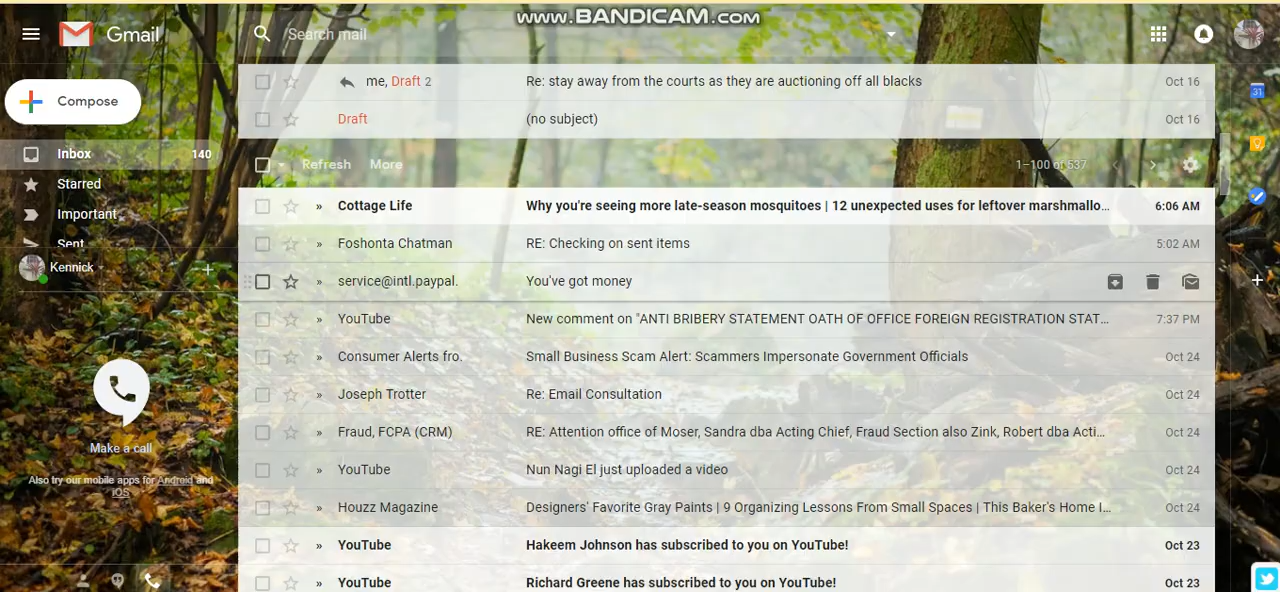 www.BANDICAM.com
Gmail
Search mail
Compose
me, Draft 2 Re: stay away from the courts as they are auctioning off all blacks Oct 16
Draft (no subject) Oct 16
Inbox 140
Refresh More 1–100 of 537
Starred
Cottage Life Why you're seeing more late-season mosquitoes | 12 unexpected uses for leftover marshmallo… 6:06 AM
Important
Foshonta Chatman RE: Checking on sent items 5:02 AM
Sent
Kennick
service@intl.paypal. You've got money
YouTube New comment on "ANTI BRIBERY STATEMENT OATH OF OFFICE FOREIGN REGISTRATION STAT… 7:37 PM
Consumer Alerts fro. Small Business Scam Alert: Scammers Impersonate Government Officials Oct 24
Joseph Trotter Re: Email Consultation Oct 24
Fraud, FCPA (CRM) RE: Attention office of Moser, Sandra dba Acting Chief, Fraud Section also Zink, Robert dba Acti… Oct 24
Make a call
YouTube Nun Nagi El just uploaded a video Oct 24
Also try our mobile apps for Android and
iOS
Houzz Magazine Designers' Favorite Gray Paints | 9 Organizing Lessons From Small Spaces | This Baker's Home I… Oct 24
YouTube Hakeem Johnson has subscribed to you on YouTube! Oct 23
YouTube Richard Greene has subscribed to you on YouTube! Oct 23
31